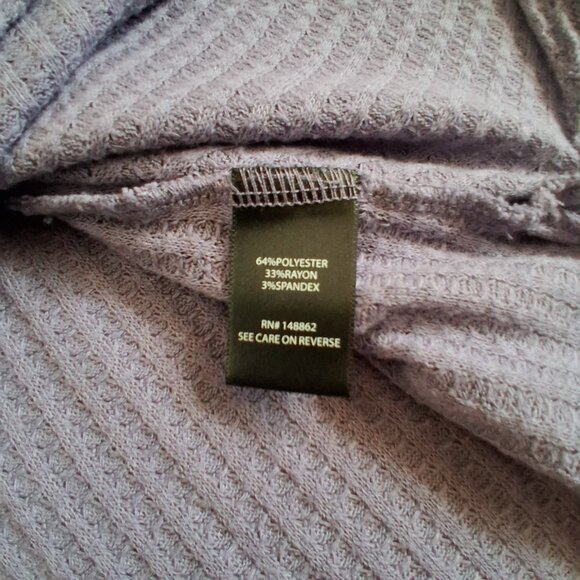 64%POLYESTER
33%RAYON
3%SPANDEX
RN# 148862
SEE CARE ON REVERSE